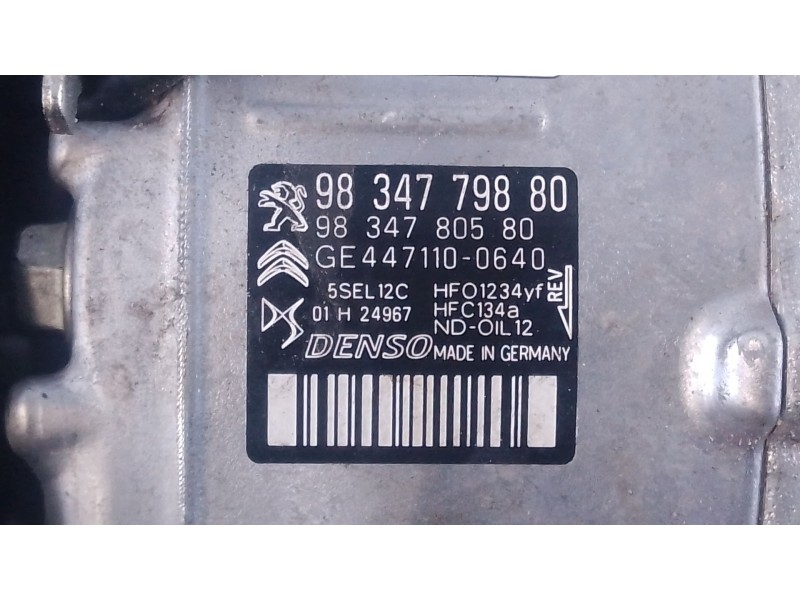 98 347 798 80
98 347 805 80
GE447110-0640
5SEL12C HFO1234yf
01 H 24967 HFC134a
ND-OIL12
REV
DENSO MADE IN GERMANY